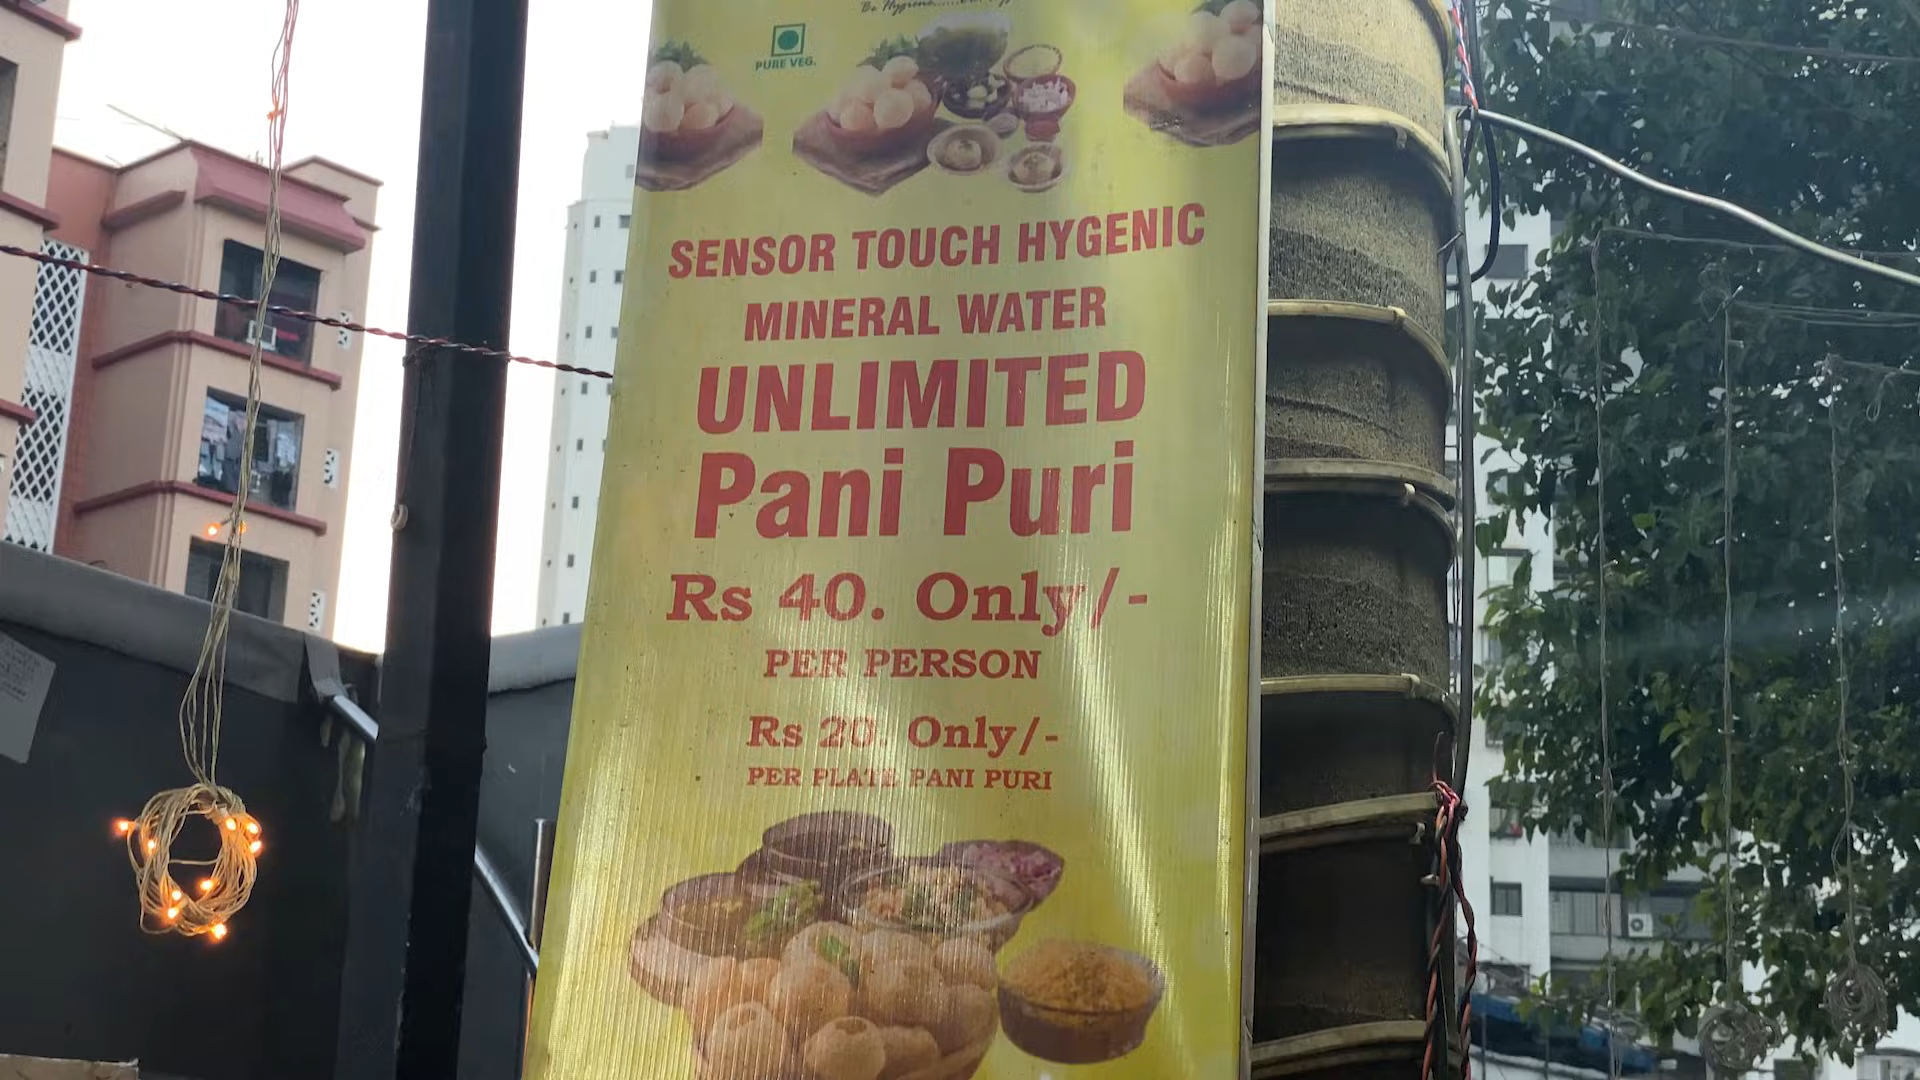 PURE VEG.
SENSOR TOUCH HYGENIC
MINERAL WATER
UNLIMITED
Pani Puri
Rs 40. Only/-
PER PERSON
Rs 20. Only/-
PER PLATE PANI PURI